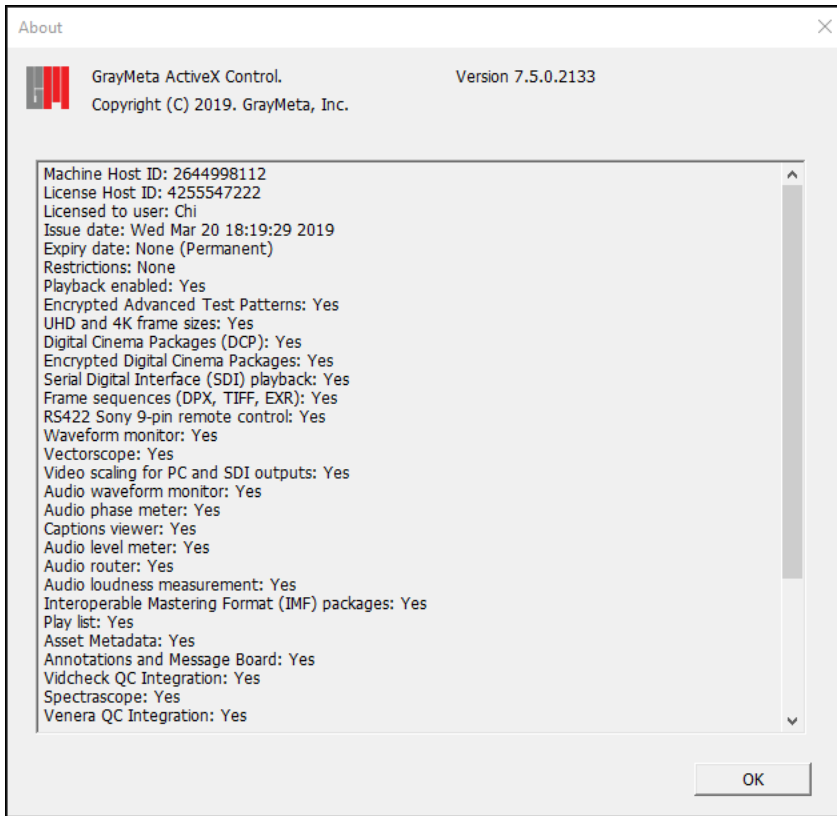 About
GrayMeta ActiveX Control.
Version 7.5.0.2133
Copyright (C) 2019. GrayMeta, Inc.
Machine Host ID: 2644998112
License Host ID: 4255547222
Licensed to user: Chi
Issue date: Wed Mar 20 18:19:29 2019
Expiry date: None (Permanent)
Restrictions: None
Playback enabled: Yes
Encrypted Advanced Test Patterns: Yes
UHD and 4K frame sizes: Yes
Digital Cinema Packages (DCP): Yes
Encrypted Digital Cinema Packages: Yes
Serial Digital Interface (SDI) playback: Yes
Frame sequences (DPX, TIFF, EXR): Yes
RS422 Sony 9-pin remote control: Yes
Waveform monitor: Yes
Vectorscope: Yes
Video scaling for PC and SDI outputs: Yes
Audio waveform monitor: Yes
Audio phase meter: Yes
Captions viewer: Yes
Audio level meter: Yes
Audio router: Yes
Audio loudness measurement: Yes
Interoperable Mastering Format (IMF) packages: Yes
Play list: Yes
Asset Metadata: Yes
Annotations and Message Board: Yes
Vidcheck QC Integration: Yes
Spectrascope: Yes
Venera QC Integration: Yes
OK